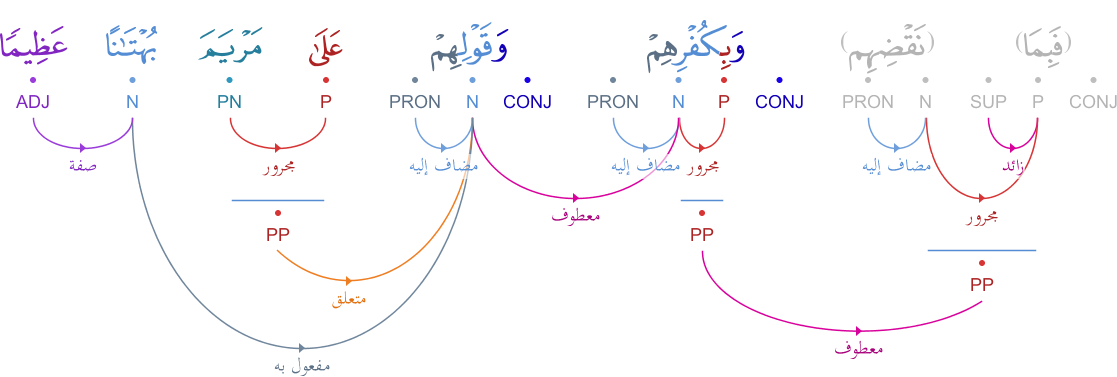 (فَبِمَا) (نَقْضِهِم) وَبِكُفْرِهِمْ وَقَوْلِهِمْ عَلَىٰ مَرْيَمَ بُهْتَـٰنًا عَظِيمًا
CONJ P SUP N PRON CONJ P N PRON CONJ N PRON P PN N ADJ
زائد مضاف إليه مجرور مضاف إليه مضاف إليه مجرور صفة
مجرور معطوف
PP PP
PP
متعلق
معطوف
مفعول به